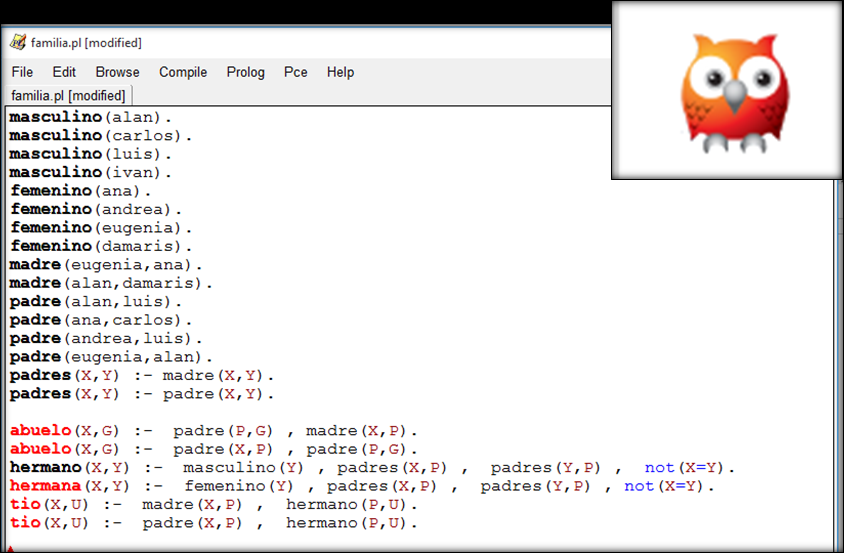 familia.pl [modified]
File Edit Browse Compile Prolog Pce Help
familia.pl [modified]
masculino(alan).
masculino(carlos).
masculino(luis).
masculino(ivan).
femenino(ana).
femenino(andrea).
femenino(eugenia).
femenino(damaris).
madre(eugenia,ana).
madre(alan,damaris).
padre(alan,luis).
padre(ana,carlos).
padre(andrea,luis).
padre(eugenia,alan).
padres(X,Y) :- madre(X,Y).
padres(X,Y) :- padre(X,Y).
abuelo(X,G) :-  padre(P,G) , madre(X,P).
abuelo(X,G) :-  padre(X,P) , padre(P,G).
hermano(X,Y) :-  masculino(Y) , padres(X,P) ,  padres(Y,P) ,  not(X=Y).
hermana(X,Y) :-  femenino(Y) , padres(X,P) ,  padres(Y,P) , not(X=Y).
tio(X,U) :-  madre(X,P) ,  hermano(P,U).
tio(X,U) :-  padre(X,P) ,  hermano(P,U).